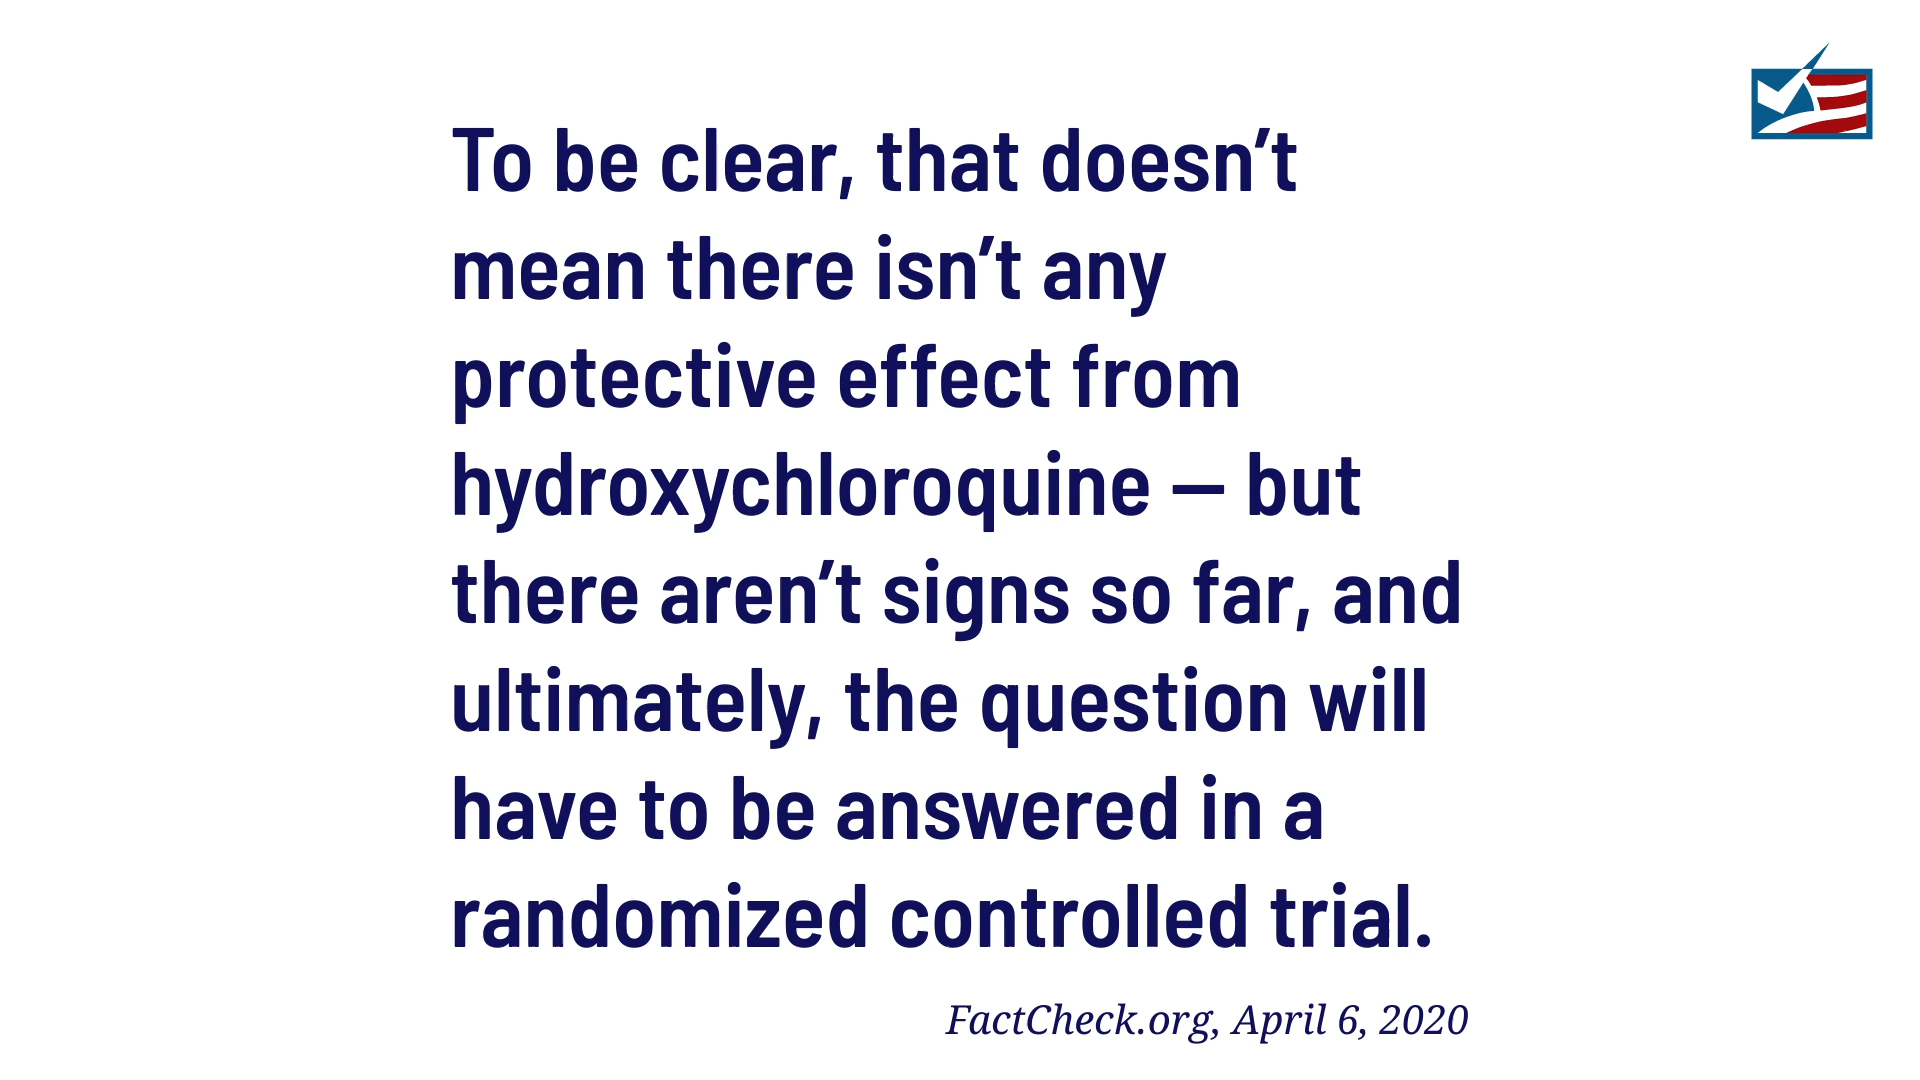 To be clear, that doesn’t
mean there isn’t any
protective effect from
hydroxychloroquine — but
there aren’t signs so far, and
ultimately, the question will
have to be answered in a
randomized controlled trial.
FactCheck.org, April 6, 2020